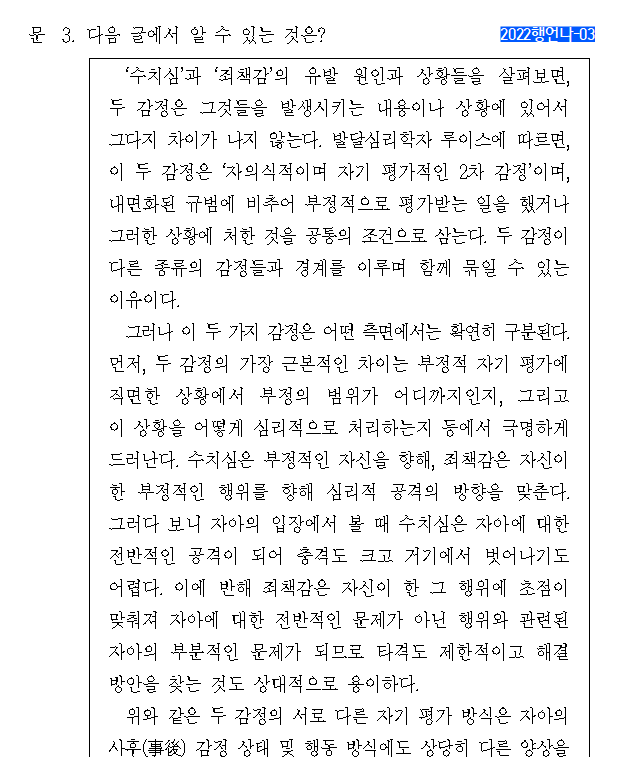 문 3. 다음 글에서 알 수 있는 것은?
2022행언나-03
‘수치심’과 ‘죄책감’의 유발 원인과 상황들을 살펴보면,
두 감정은 그것들을 발생시키는 내용이나 상황에 있어서
그다지 차이가 나지 않는다. 발달심리학자 루이스에 따르면,
이 두 감정은 ‘자의식적이며 자기 평가적인 2차 감정’이며,
내면화된 규범에 비추어 부정적으로 평가받는 일을 했거나
그러한 상황에 처한 것을 공통의 조건으로 삼는다. 두 감정이
다른 종류의 감정들과 경계를 이루며 함께 묶일 수 있는
이유이다.
그러나 이 두 가지 감정은 어떤 측면에서는 확연히 구분된다.
먼저, 두 감정의 가장 근본적인 차이는 부정적 자기 평가에
직면한 상황에서 부정의 범위가 어디까지인지, 그리고
이 상황을 어떻게 심리적으로 처리하는지 등에서 극명하게
드러난다. 수치심은 부정적인 자신을 향해, 죄책감은 자신이
한 부정적인 행위를 향해 심리적 공격의 방향을 맞춘다.
그러다 보니 자아의 입장에서 볼 때 수치심은 자아에 대한
전반적인 공격이 되어 충격도 크고 거기에서 벗어나기도
어렵다. 이에 반해 죄책감은 자신이 한 그 행위에 초점이
맞춰져 자아에 대한 전반적인 문제가 아닌 행위와 관련된
자아의 부분적인 문제가 되므로 타격도 제한적이고 해결
방안을 찾는 것도 상대적으로 용이하다.
위와 같은 두 감정의 서로 다른 자기 평가 방식은 자아의
사후(事後) 감정 상태 및 행동 방식에도 상당히 다른 양상을